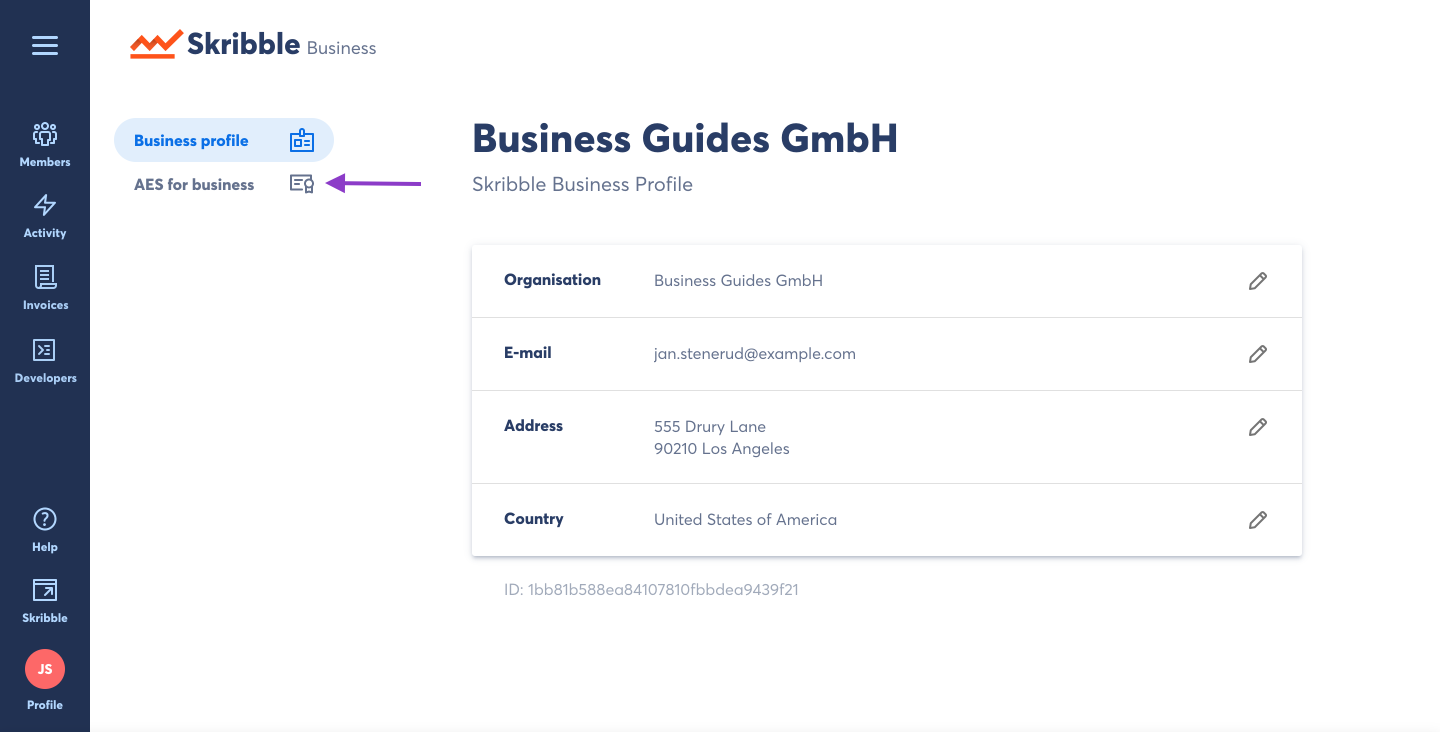 Skribble Business
Members
Activity
Invoices
Developers
Help
Skribble
JS
Profile
Business profile
AES for business
Business Guides GmbH
Skribble Business Profile
Organisation Business Guides GmbH
E-mail jan.stenerud@example.com
Address 555 Drury Lane
90210 Los Angeles
Country United States of America
ID: 1bb81b588ea84107810fbbdea9439f21